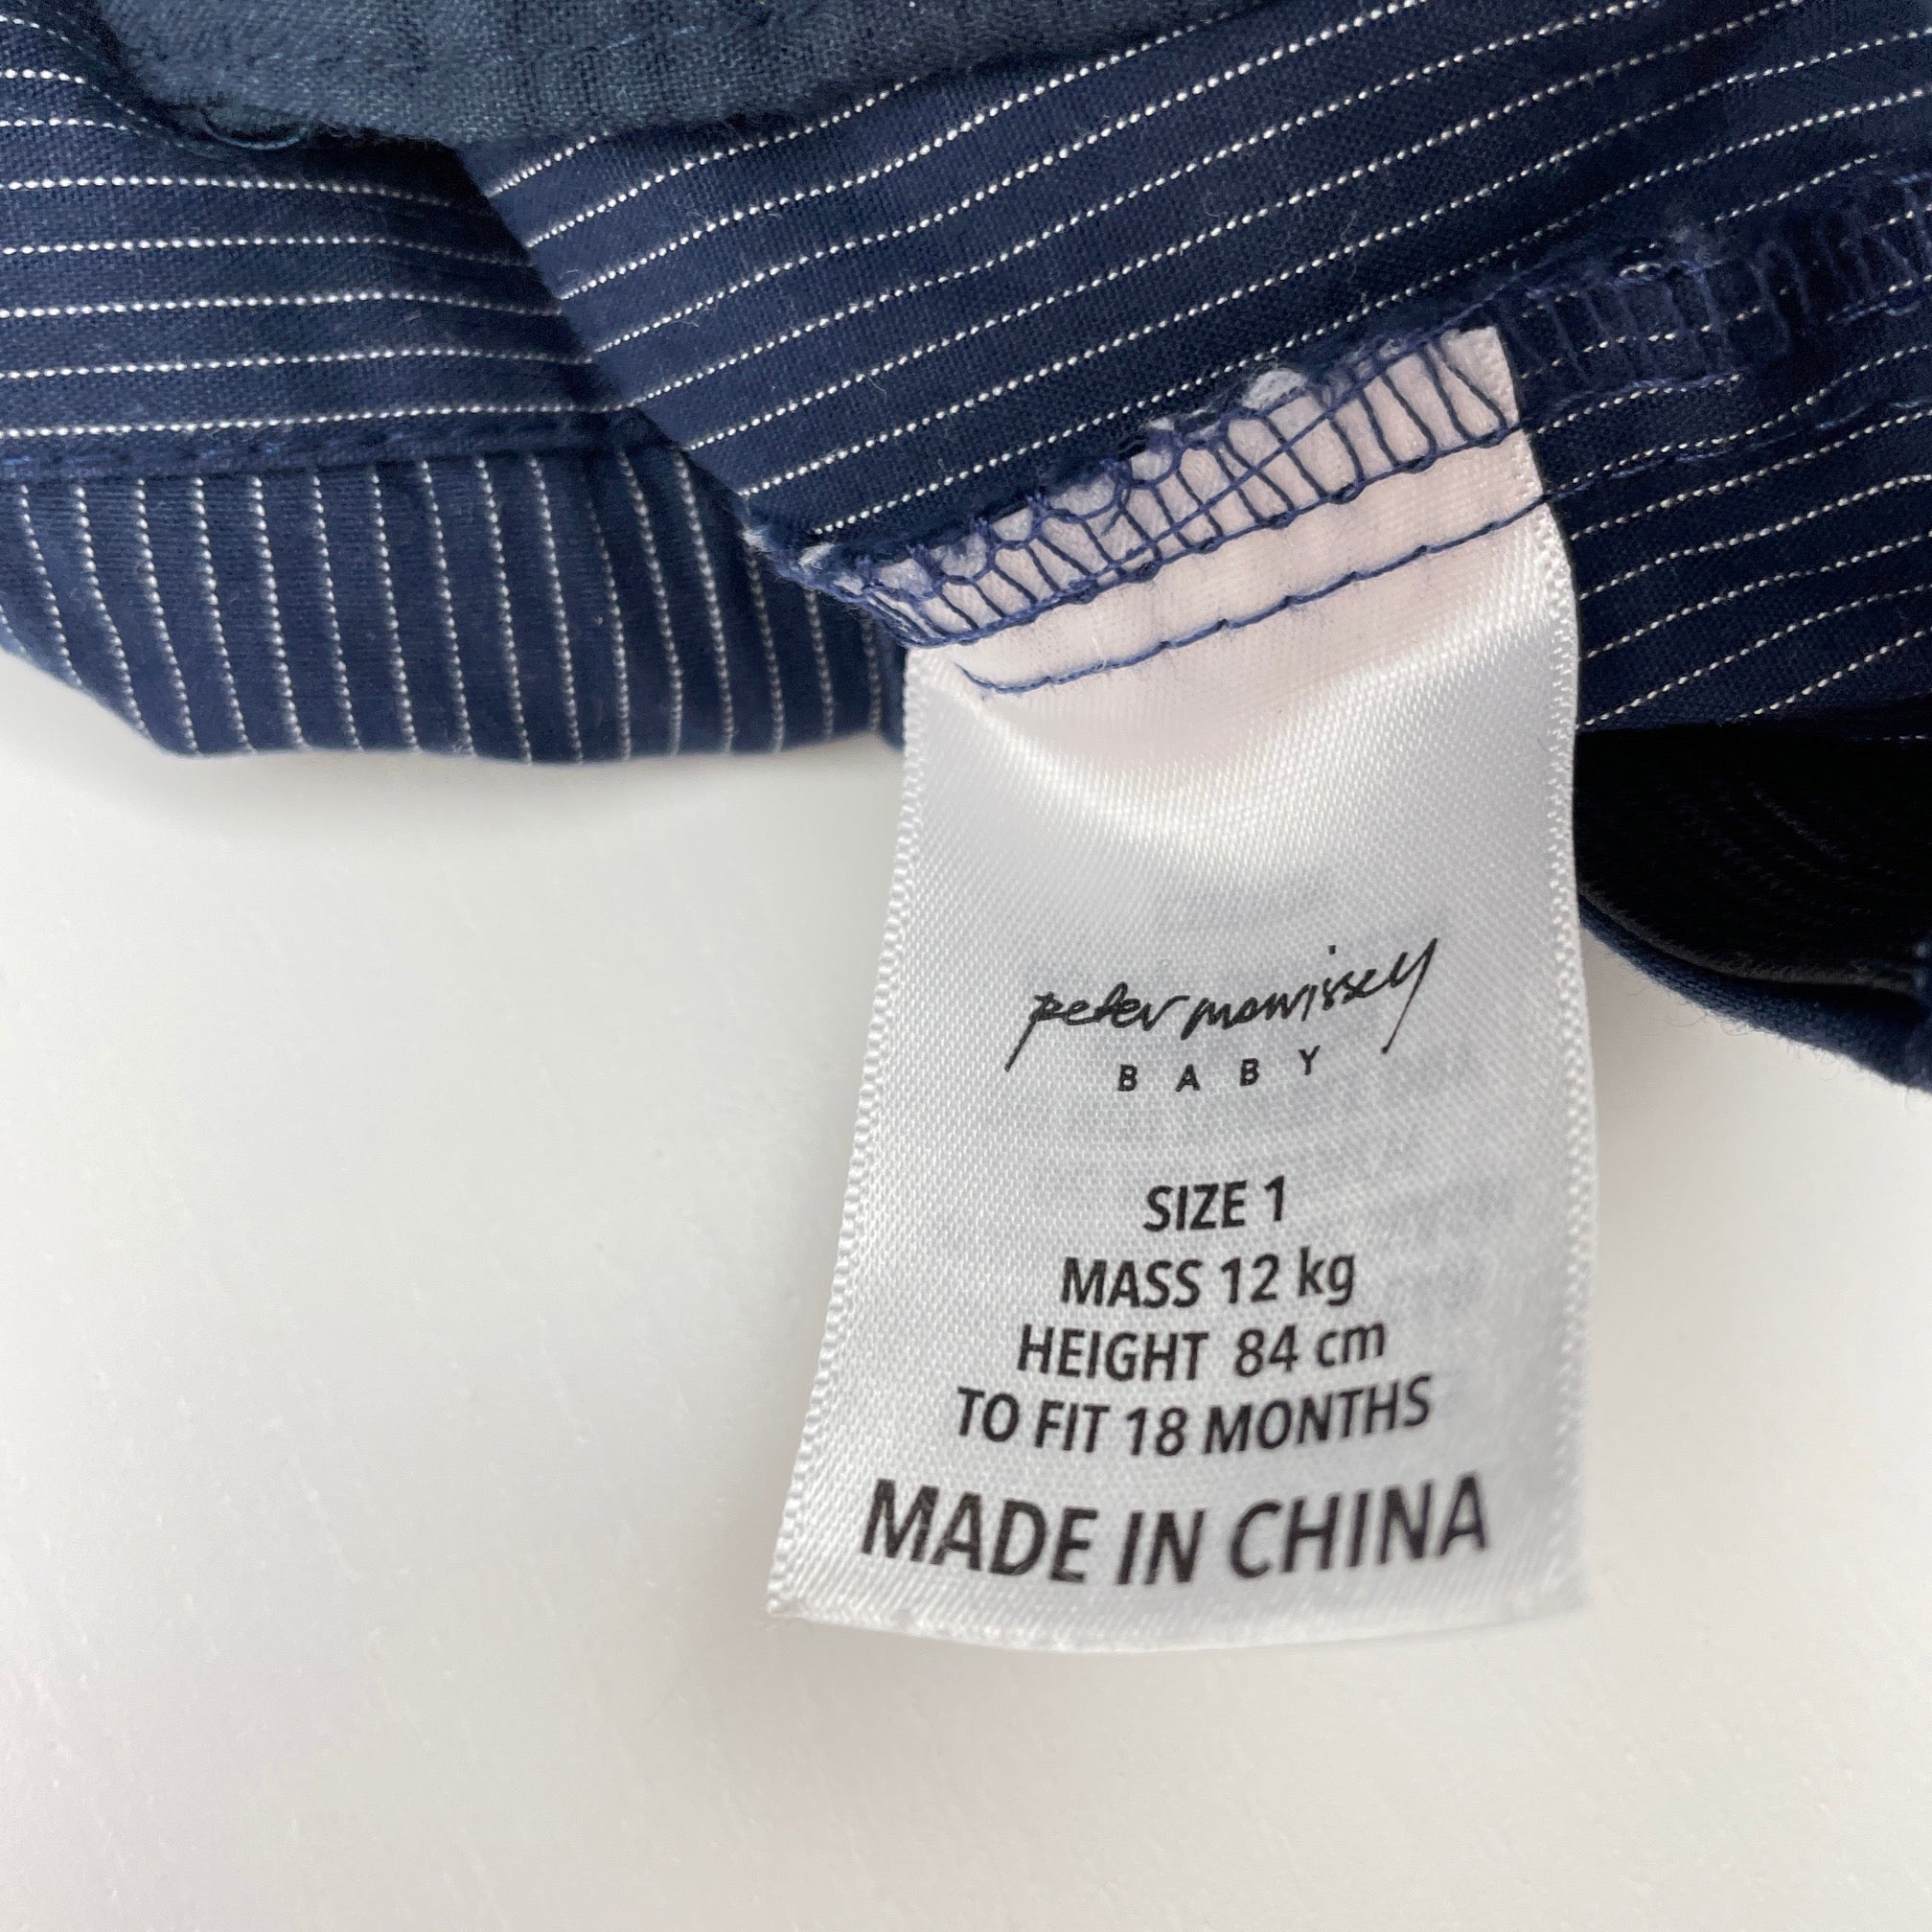 peter morrissey
BABY
SIZE 1
MASS 12 kg
HEIGHT 84 cm
TO FIT 18 MONTHS
MADE IN CHINA